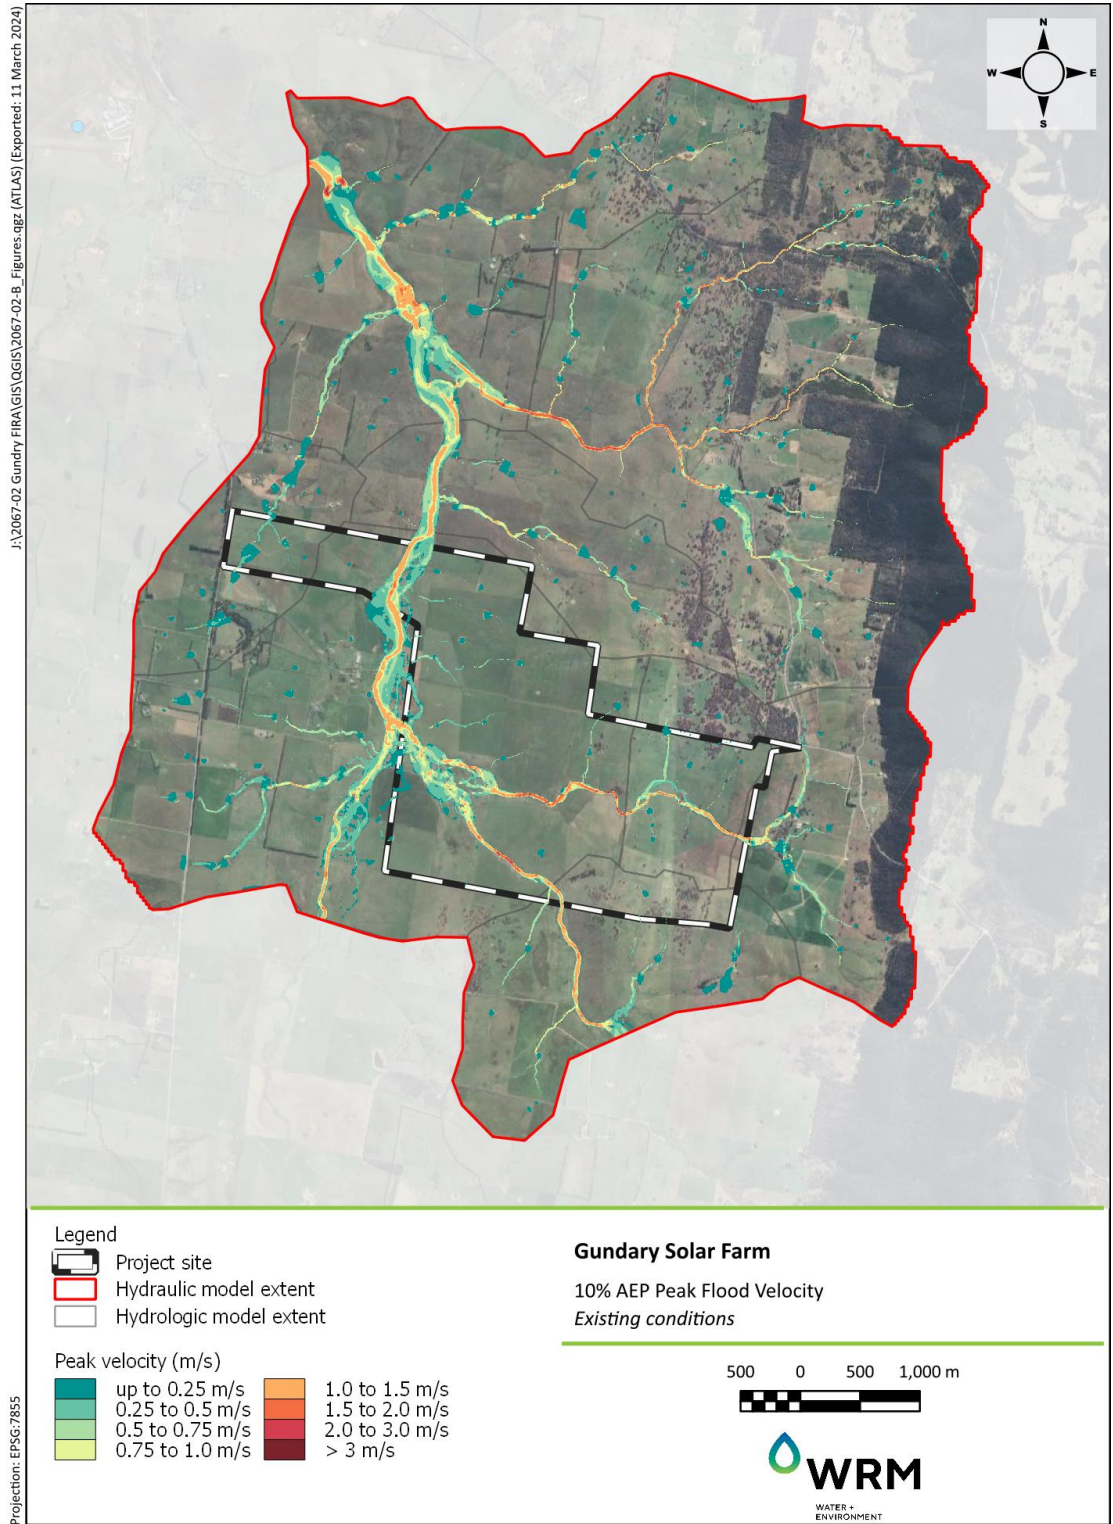 J:\2067-02 Gundry FIRA\GIS\QGIS\2067-02-B_Figures.qgz (ATLAS) (Exported: 11 March 2024)
N
W
E
S
Legend
Project site
Hydraulic model extent
Hydrologic model extent
Peak velocity (m/s)
up to 0.25 m/s
0.25 to 0.5 m/s
0.5 to 0.75 m/s
0.75 to 1.0 m/s
1.0 to 1.5 m/s
1.5 to 2.0 m/s
2.0 to 3.0 m/s
> 3 m/s
Gundary Solar Farm
10% AEP Peak Flood Velocity
Existing conditions
500 0 500 1,000 m
WRM
WATER +
ENVIRONMENT
Projection: EPSG:7855